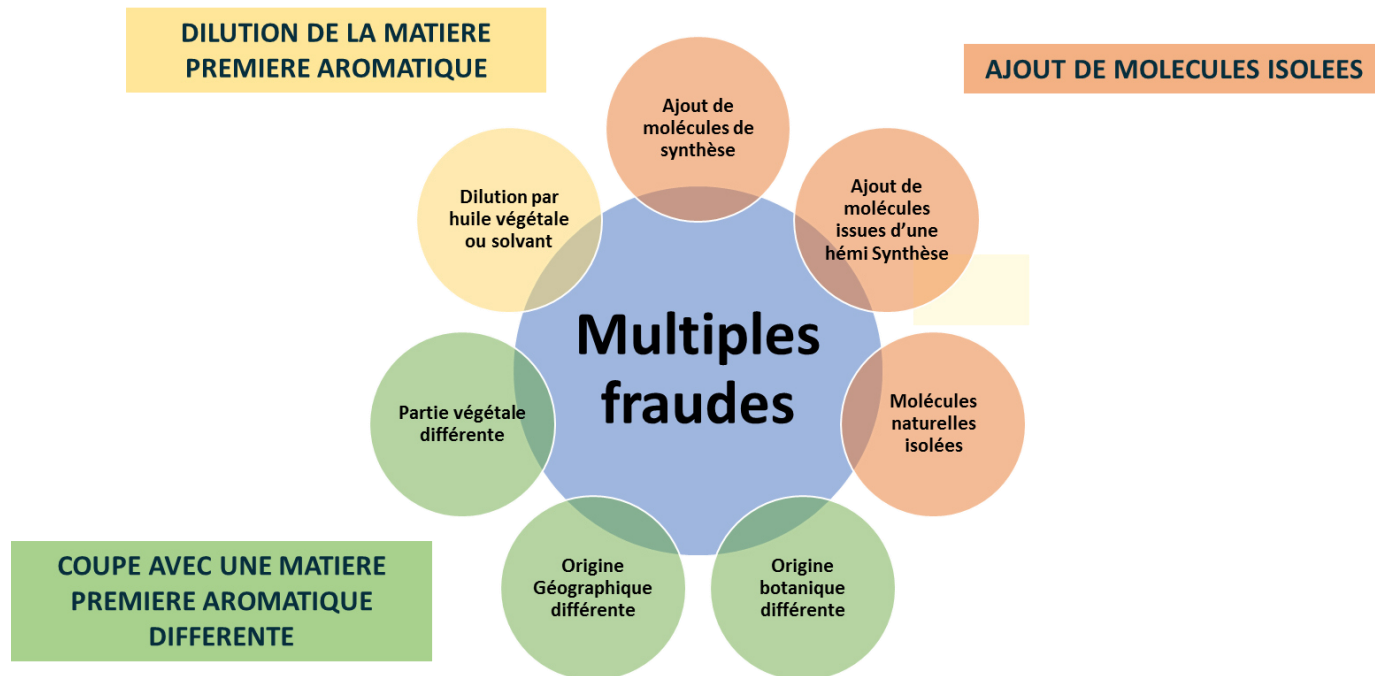 DILUTION DE LA MATIERE
PREMIERE AROMATIQUE
AJOUT DE MOLECULES ISOLEES
Ajout de
molécules de
synthèse
Dilution par
huile végétale
ou solvant
Ajout de
molécules
issues d'une
hémi Synthèse
Multiples
fraudes
Partie végétale
différente
Molécules
naturelles
isolées
COUPE AVEC UNE MATIERE
PREMIERE AROMATIQUE
DIFFERENTE
Origine
Géographique
différente
Origine
botanique
différente